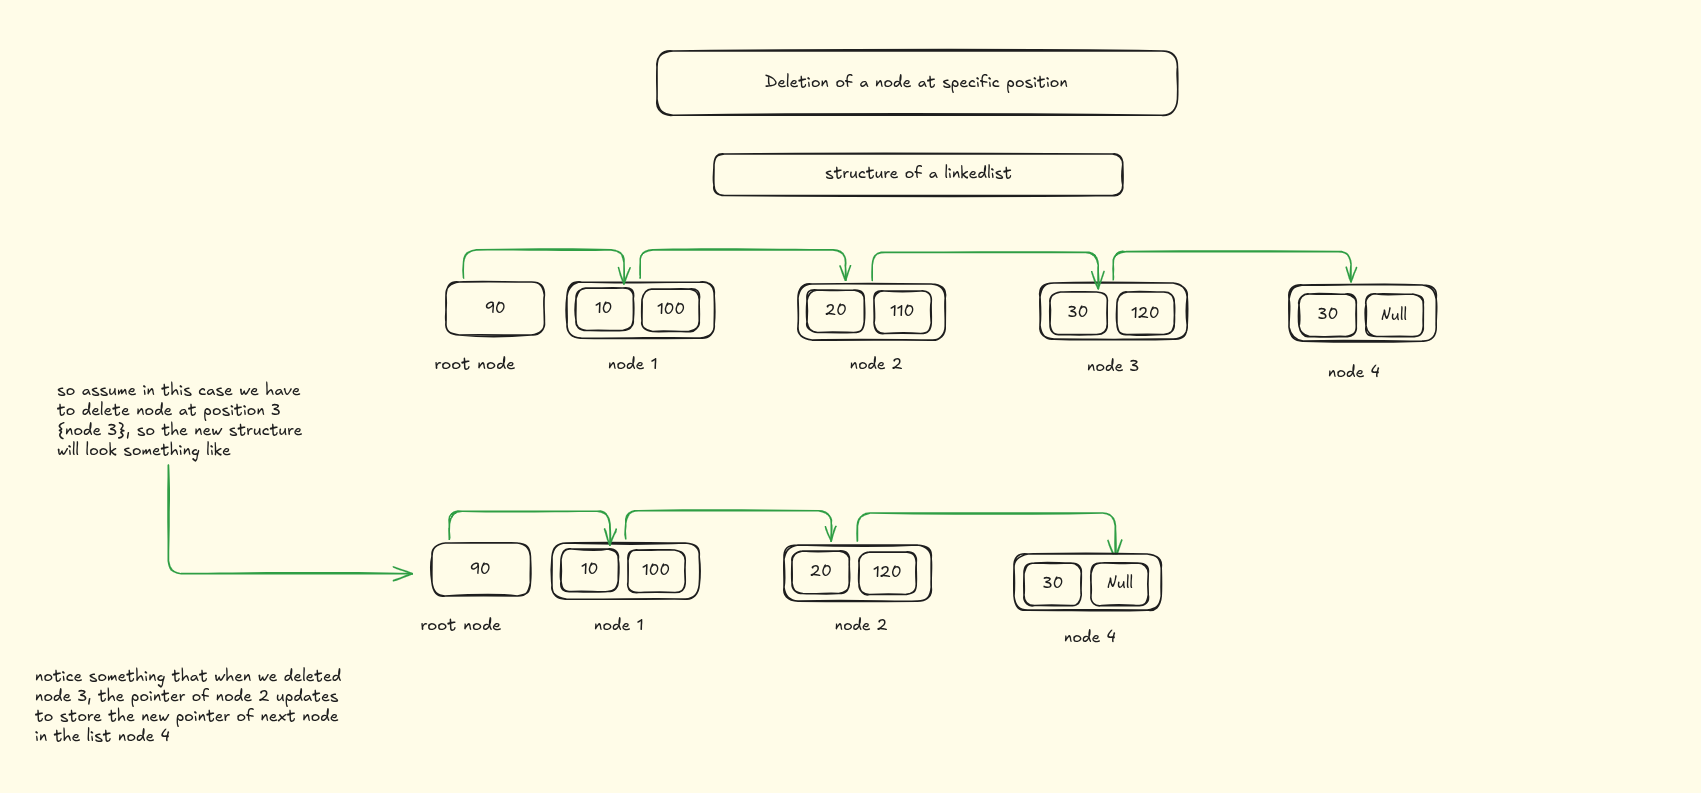 Deletion of a node at specific position
structure of a linkedlist
90
10
100
20
110
30
120
30
Null
root node
node 1
node 2
node 3
node 4
so assume in this case we have
to delete node at position 3
{node 3}, so the new structure
will look something like
90
10
100
20
120
30
Null
root node
node 1
node 2
node 4
notice something that when we deleted
node 3, the pointer of node 2 updates
to store the new pointer of next node
in the list node 4